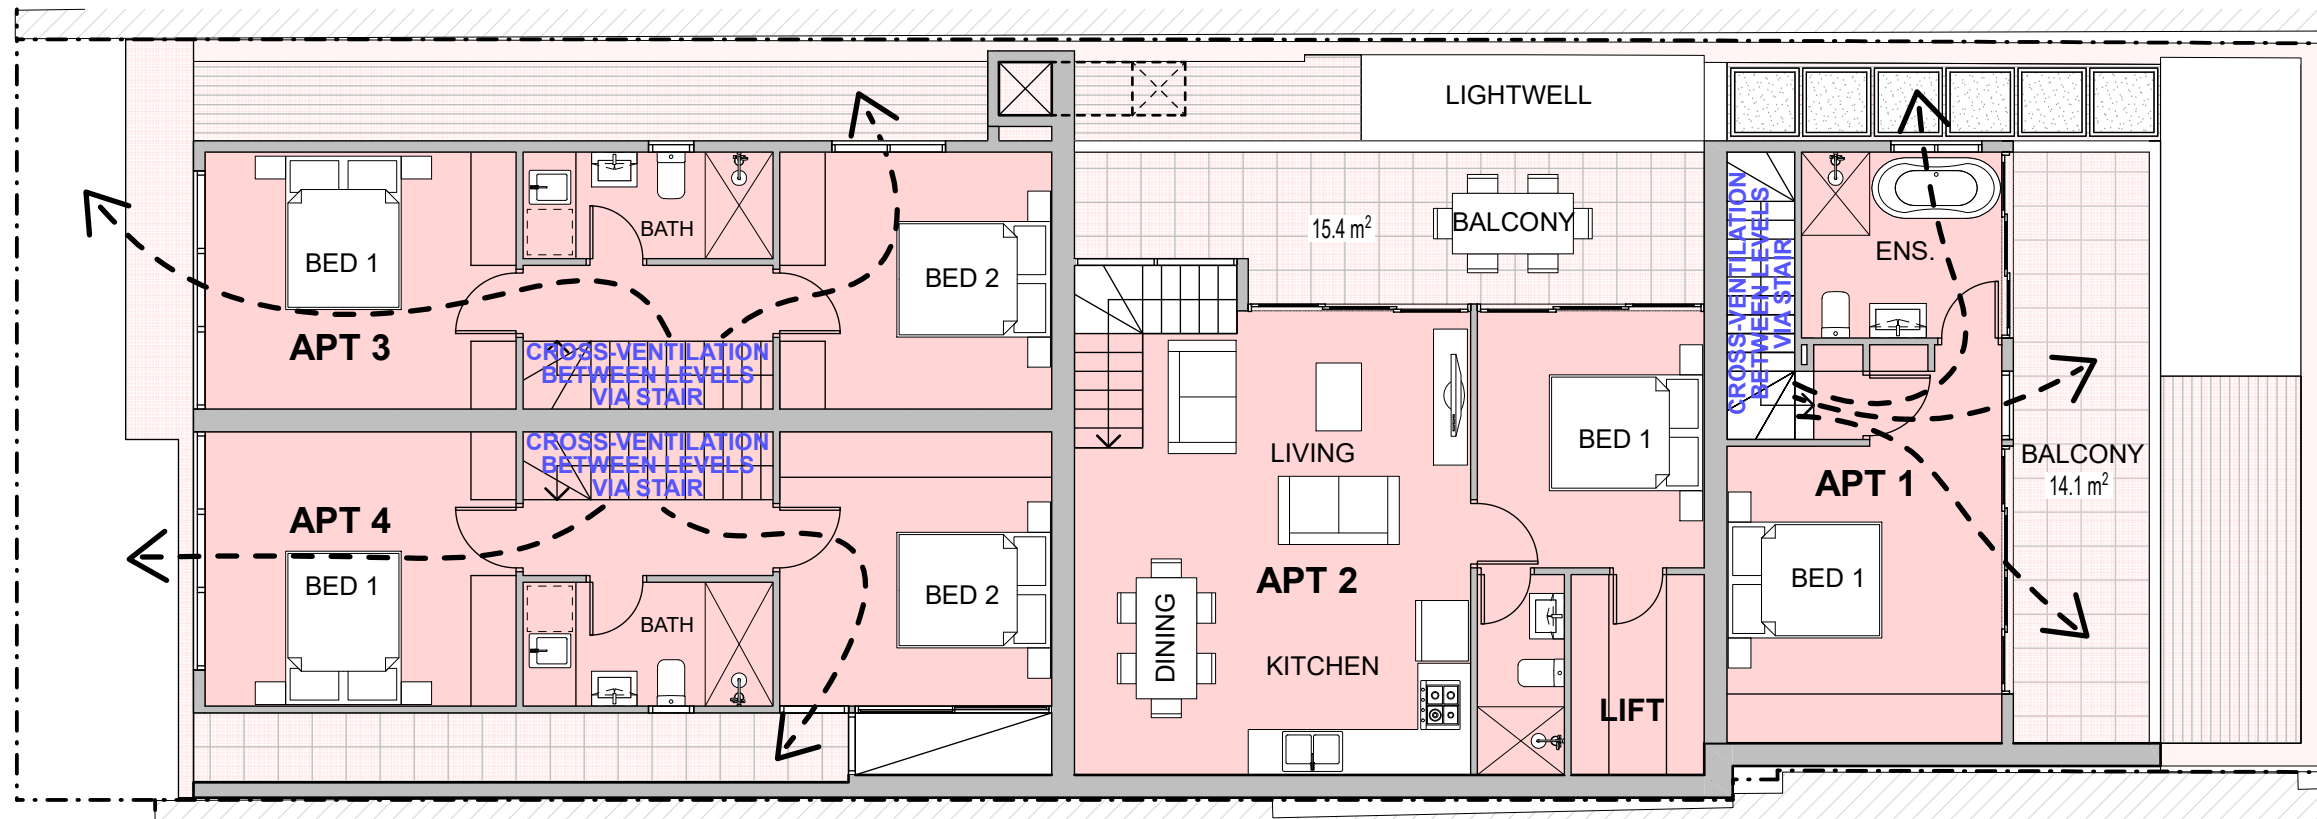 LIGHTWELL
BED 1
APT 3
BATH
BED 2
CROSS-VENTILATION
BETWEEN LEVELS
VIA STAIR
CROSS-VENTILATION
BETWEEN LEVELS
VIA STAIR
APT 4
BED 1
BATH
BED 2
15.4 m²
BALCONY
LIVING
BED 1
APT 2
DINING
KITCHEN
LIFT
CROSS-VENTILATION
BETWEEN LEVELS
VIA STAIR
ENS.
APT 1
BED 1
BALCONY
14.1 m²